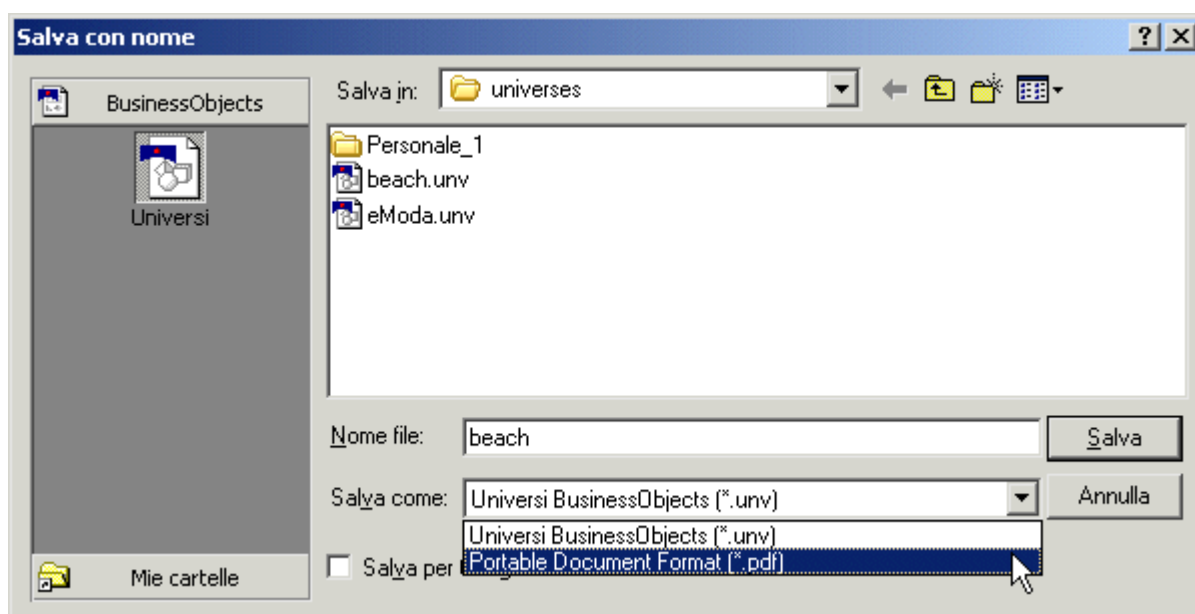 Salva con nome
BusinessObjects
Universi
Mie cartelle
Salva in: universes
Personale_1
beach.unv
eModa.unv
Nome file: beach
Salva
Salva come: Universi BusinessObjects (*.unv)
Annulla
Universi BusinessObjects (*.unv)
Portable Document Format (*.pdf)
Salva per